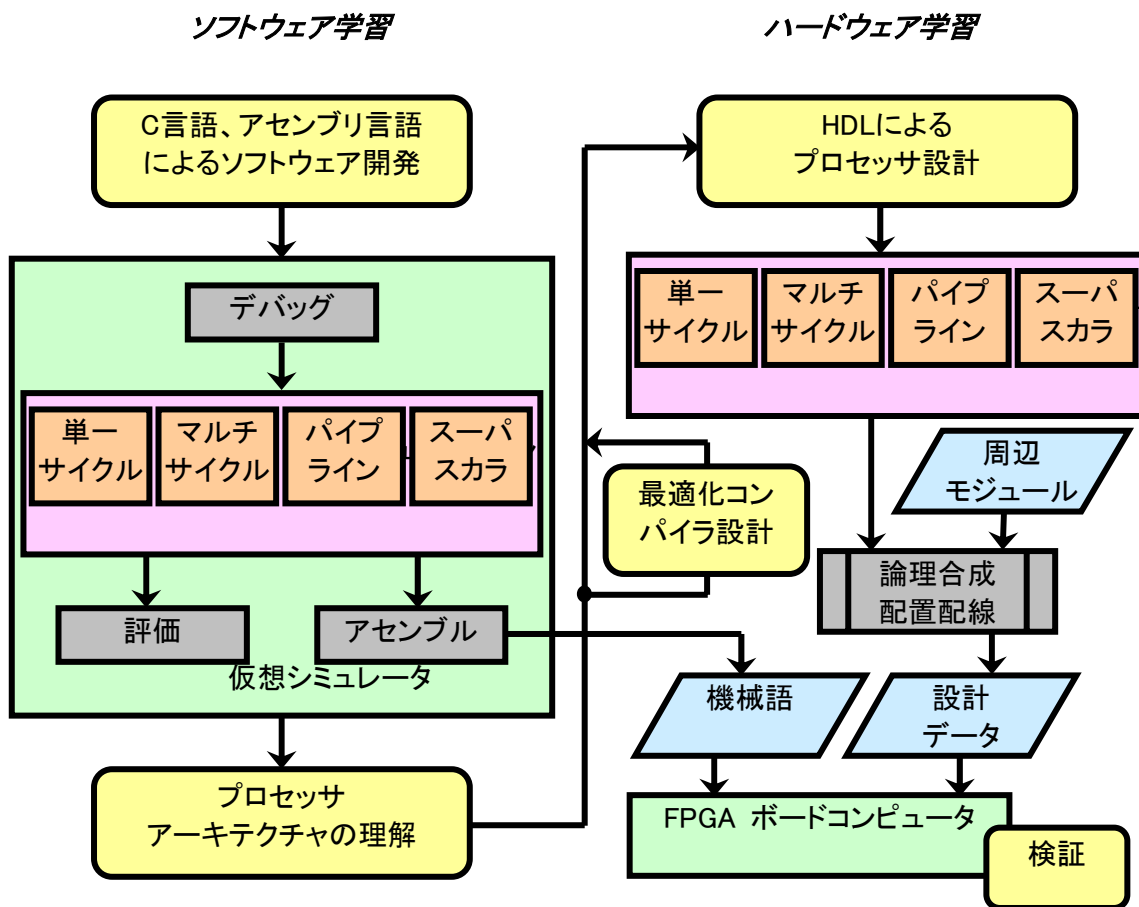 ソフトウェア学習
C言語、アセンブリ言語
によるソフトウェア開発
デバッグ
単一
サイクル
マルチ
サイクル
パイプ
ライン
スーパ
スカラ
評価
アセンブル
仮想シミュレータ
プロセッサ
アーキテクチャの理解
最適化コン
パイラ設計
ハードウェア学習
HDLによる
プロセッサ設計
単一
サイクル
マルチ
サイクル
パイプ
ライン
スーパ
スカラ
周辺
モジュール
論理合成
配置配線
機械語
設計
データ
FPGA ボードコンピュータ
検証